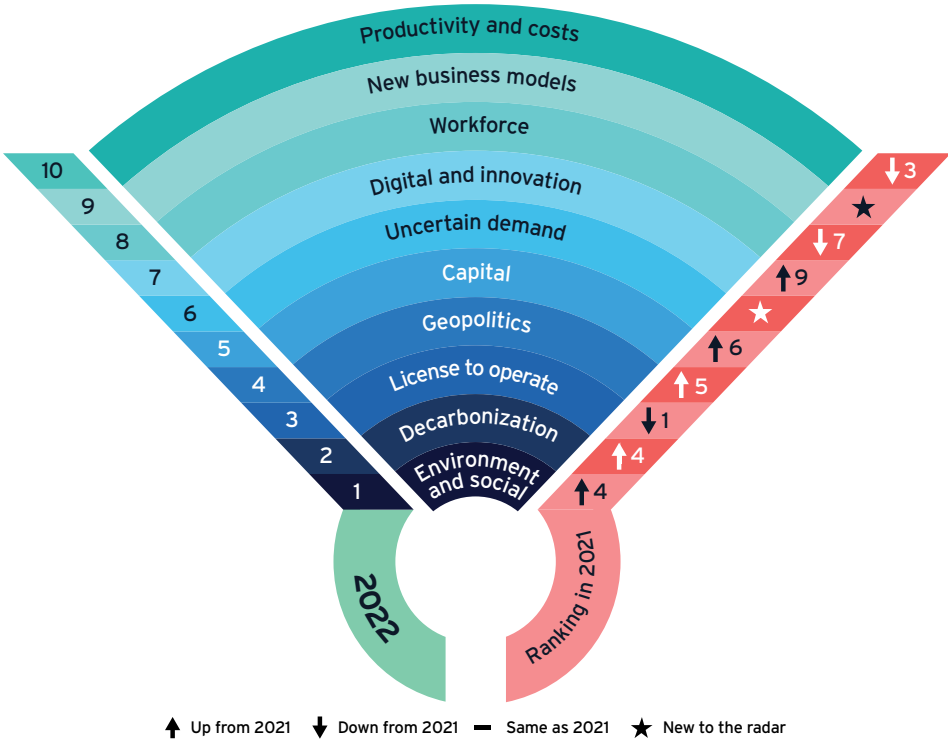 Productivity and costs
New business models
Workforce
Digital and innovation
Uncertain demand
Capital
Geopolitics
License to operate
Decarbonization
Environment
and social
10
9
8
7
6
5
4
3
2
1
3
7
9
6
5
1
4
4
2022
Ranking in 2021
Up from 2021
Down from 2021
Same as 2021
New to the radar